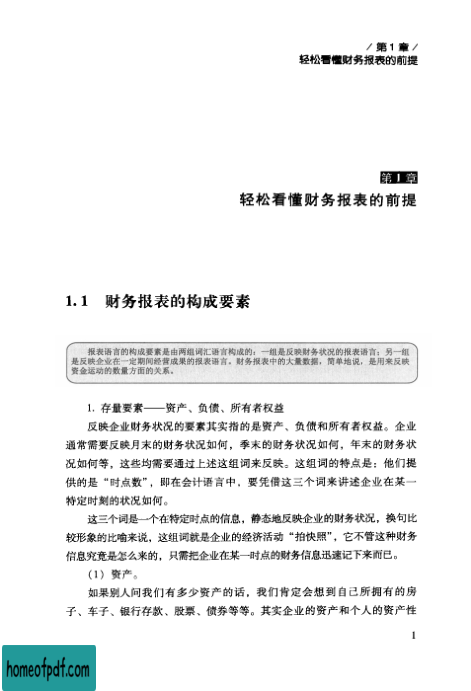 / 第 1 章 /
轻松看懂财务报表的前提
第 1 章
轻松看懂财务报表的前提
1.1 财务报表的构成要素
报表语言的构成要素是由两组词汇语言构成的：一组是反映财务状况的报表语言；另一组
是反映企业在一定期间经营成果的报表语言。财务报表中的大量数据，简单地说，是用来反映
资金运动的数量方面的关系。
1. 存量要素——资产、负债、所有者权益
反映企业财务状况的要素其实指的是资产、负债和所有者权益。企业
通常需要反映月末的财务状况如何，季末的财务状况如何，年末的财务状
况如何等，这些均需要通过上述这组词来反映。这组词的特点是：他们提
供的是“时点数”，即在会计语言中，要凭借这三个词来讲述企业在某一
特定时刻的状况如何。
这三个词是一个在特定时点的信息，静态地反映企业的财务状况，换句比
较形象的比喻来说，这组词就是企业的经济活动“拍快照”，它不管这种财务
信息究竟是怎么来的，只需把企业在某一时点的财务信息迅速记下来而已。
(1) 资产。
如果别人问我们有多少资产的话，我们肯定会想到自己所拥有的房
子、车子、银行存款、股票、债券等等。其实企业的资产和个人的资产性
1
homeofpdf.com